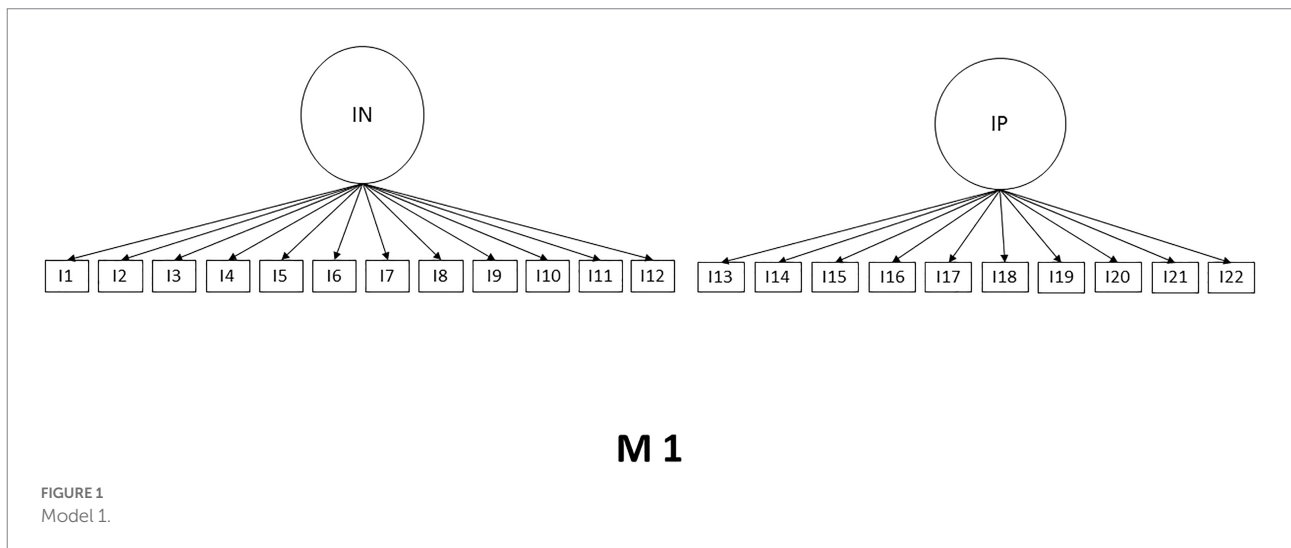 IN
IP
I1 I2 I3 I4 I5 I6 I7 I8 I9 I10 I11 I12
I13 I14 I15 I16 I17 I18 I19 I20 I21 I22
M 1
FIGURE 1
Model 1.